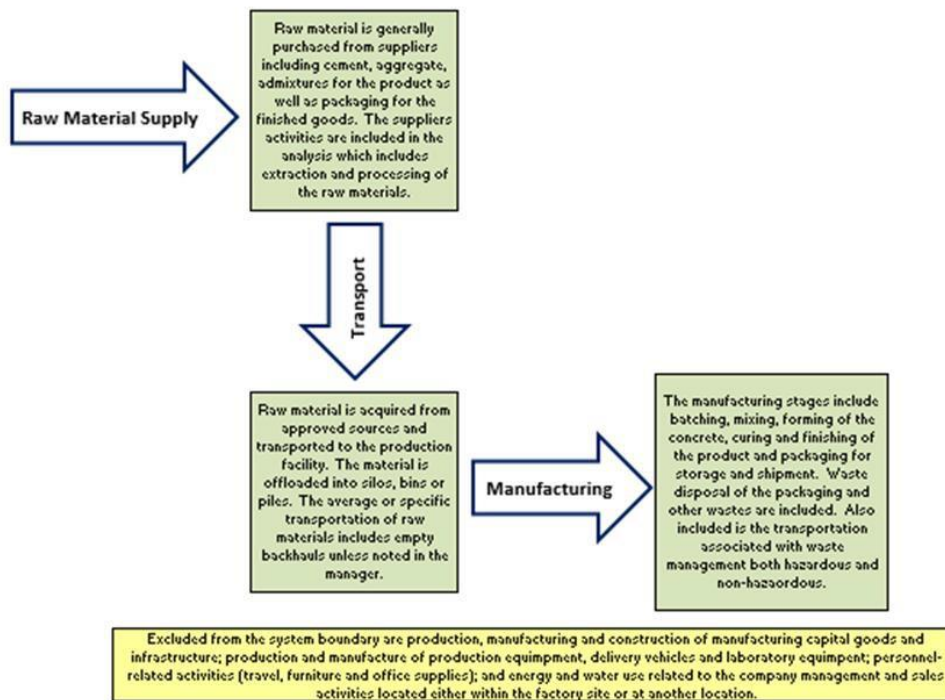 Raw Material Supply
Raw material is generally
purchased from suppliers
including cement, aggregate,
admixtures for the product as
well as packaging for the
finished goods. The suppliers
activities are included in the
analysis which includes
extraction and processing of
the raw materials.
Transport
Raw material is acquired from
approved sources and
transported to the production
facility. The material is
offloaded into silos, bins or
piles. The average or specific
transportation of raw
materials includes empty
backhauls unless noted in the
manager.
Manufacturing
The manufacturing stages include
batching, mixing, forming of the
concrete, curing and finishing of
the product and packaging for
storage and shipment. Waste
disposal of the packaging and
other wastes are included. Also
included is the transportation
associated with waste
management both hazardous and
non-hazaordous.
Excluded from the system boundary are production, manufacturing and construction of manufacturing capital goods and
infrastructure; production and manufacture of production equimpment, delivery vehicles and laboratory equimpent; personnel-
related activities (travel, furniture and office supplies); and energy and water use related to the company management and sales
activities located either within the factory site or at another location.